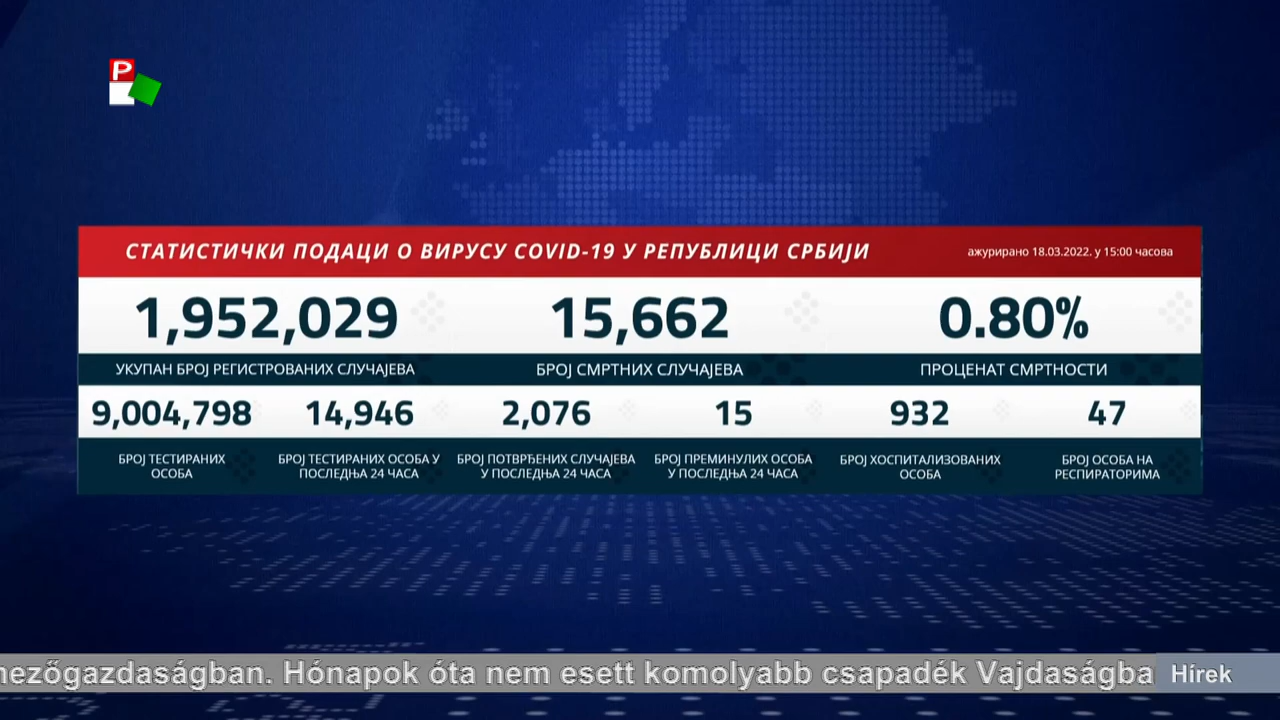 P
СТАТИСТИЧКИ ПОДАЦИ О ВИРУСУ COVID-19 У РЕПУБЛИЦИ СРБИЈИ
ажурирано 18.03.2022. у 15:00 часова
1,952,029 15,662 0.80%
УКУПАН БРОЈ РЕГИСТРОВАНИХ СЛУЧАЈЕВА БРОЈ СМРТНИХ СЛУЧАЈЕВА ПРОЦЕНАТ СМРТНОСТИ
9,004,798 14,946 2,076 15 932 47
БРОЈ ТЕСТИРАНИХ БРОЈ ТЕСТИРАНИХ ОСОБА У БРОЈ ПОТВРЂЕНИХ СЛУЧАЈЕВА БРОЈ ПРЕМИНУЛИХ ОСОБА БРОЈ ХОСПИТАЛИЗОВАНИХ БРОЈ ОСОБА НА
ОСОБА ПОСЛЕДЊА 24 ЧАСА У ПОСЛЕДЊА 24 ЧАСА У ПОСЛЕДЊА 24 ЧАСА ОСОБА РЕСПИРАТОРИМА
nezőgazdaságban. Hónapok óta nem esett komolyabb csapadék Vajdaságba Hírek